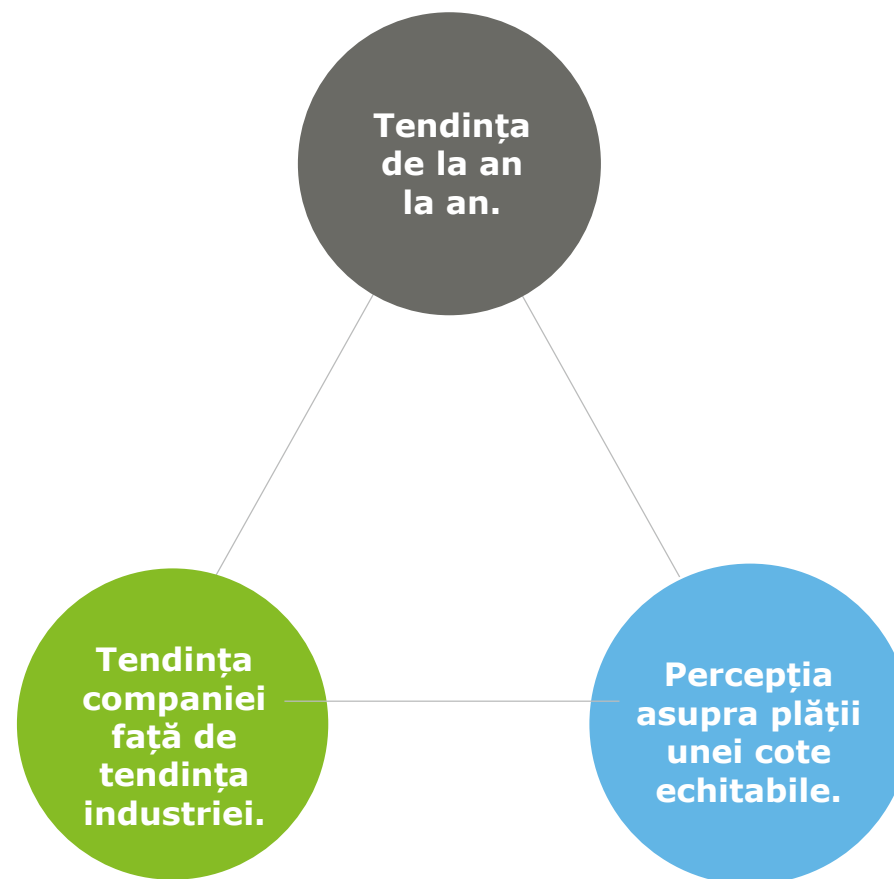 Tendința
de la an
la an.
Tendința
companiei
față de
tendința
industriei.
Percepția
asupra plății
unei cote
echitabile.